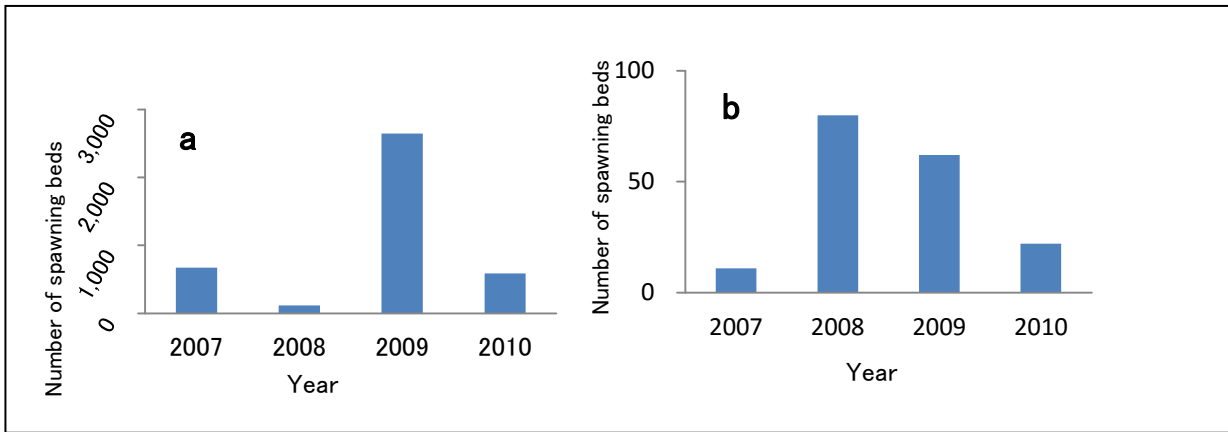 a
Number of spawning beds
3,000
2,000
1,000
0
2007 2008 2009 2010
Year
b
Number of spawning beds
100
50
0
2007 2008 2009 2010
Year